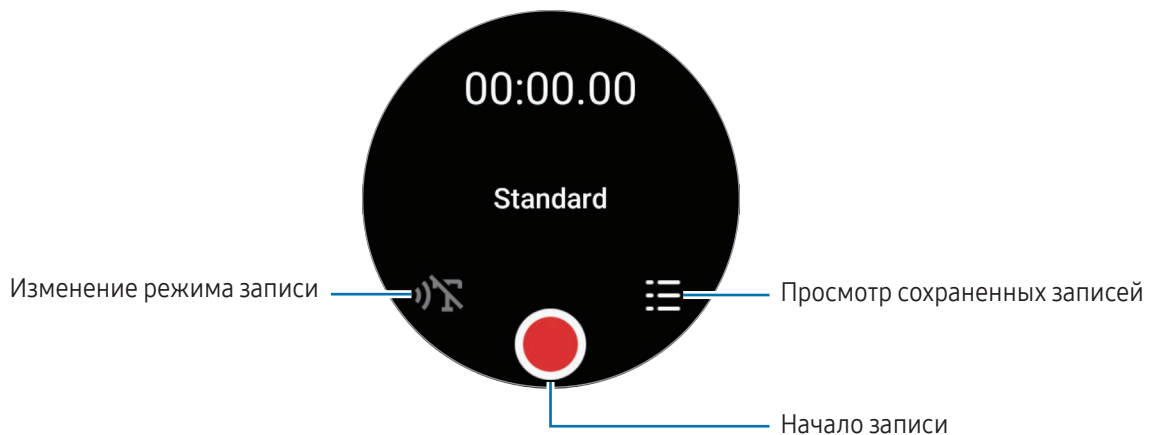 00:00.00
Standard
Изменение режима записи
Просмотр сохраненных записей
Начало записи